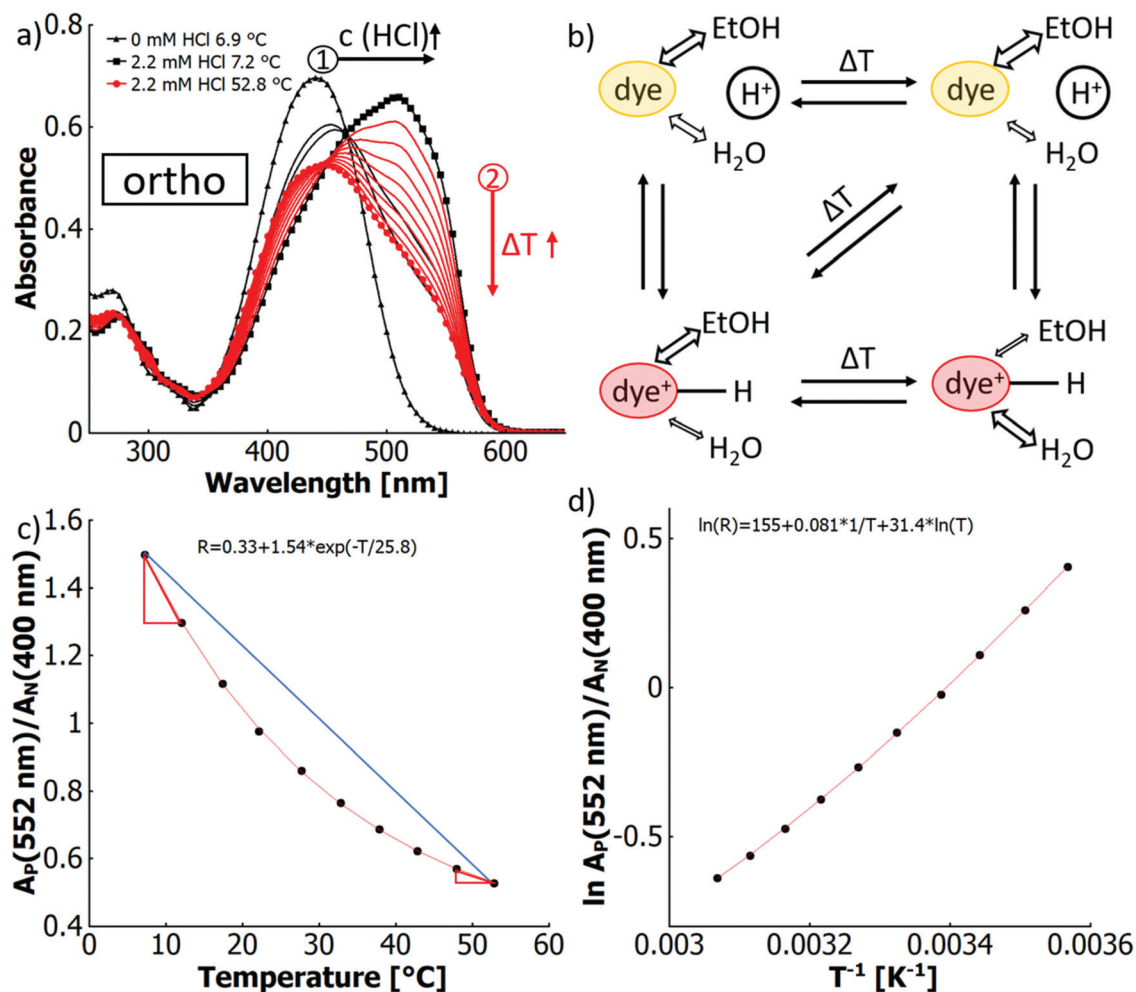 a)
0 mM HCl 6.9 °C
2.2 mM HCl 7.2 °C
2.2 mM HCl 52.8 °C
1
c (HCl)
ortho
2
ΔT
0.8
0.6
0.4
0.2
0
300
400
500
600
Absorbance
Wavelength [nm]
b)
EtOH
dye
H⁺
H₂O
ΔT
EtOH
dye
H⁺
H₂O
ΔT
EtOH
dye⁺
H
H₂O
ΔT
EtOH
dye⁺
H
H₂O
c)
R=0.33+1.54*exp(-T/25.8)
1.6
1.4
1.2
1
0.8
0.6
0.4
0
10
20
30
40
50
60
Aₚ(552 nm)/A_N(400 nm)
Temperature [°C]
d)
ln(R)=155+0.081*1/T+31.4*ln(T)
0.5
0
-0.5
0.003
0.0032
0.0034
0.0036
ln Aₚ(552 nm)/A_N(400 nm)
T⁻¹ [K⁻¹]